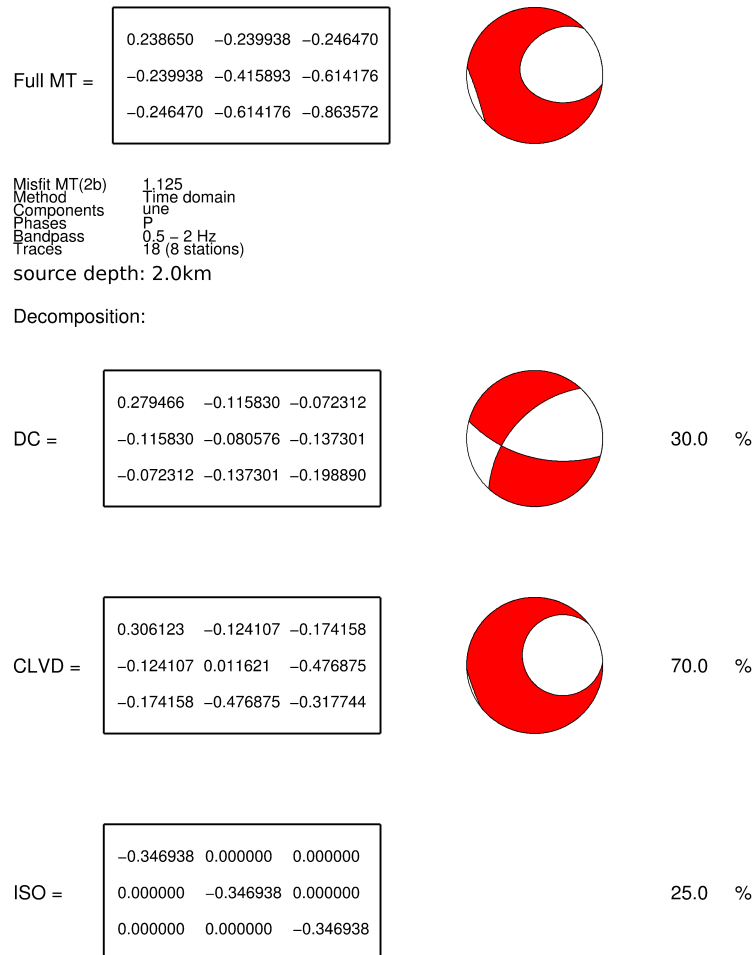 0.238650 −0.239938 −0.246470
Full MT = −0.239938 −0.415893 −0.614176
−0.246470 −0.614176 −0.863572
Misfit MT(2b) 1.125
Method Time domain
Components une
Phases P
Bandpass 0.5 − 2 Hz
Traces 18 (8 stations)
source depth: 2.0km
Decomposition:
0.279466 −0.115830 −0.072312
DC = −0.115830 −0.080576 −0.137301 30.0 %
−0.072312 −0.137301 −0.198890
0.306123 −0.124107 −0.174158
CLVD = −0.124107 0.011621 −0.476875 70.0 %
−0.174158 −0.476875 −0.317744
−0.346938 0.000000 0.000000
ISO = 0.000000 −0.346938 0.000000 25.0 %
0.000000 0.000000 −0.346938